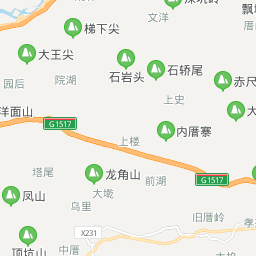 文洋
梯下尖
大王尖
院湖
园后
石岩头
石轿尾
赤尺
上史
洋面山
G1517
内厝寨
上楼
塔尾
龙角山
前湖
G1517
大墘
凤山
乌里
旧厝岭
X231
中厝
顶坑山